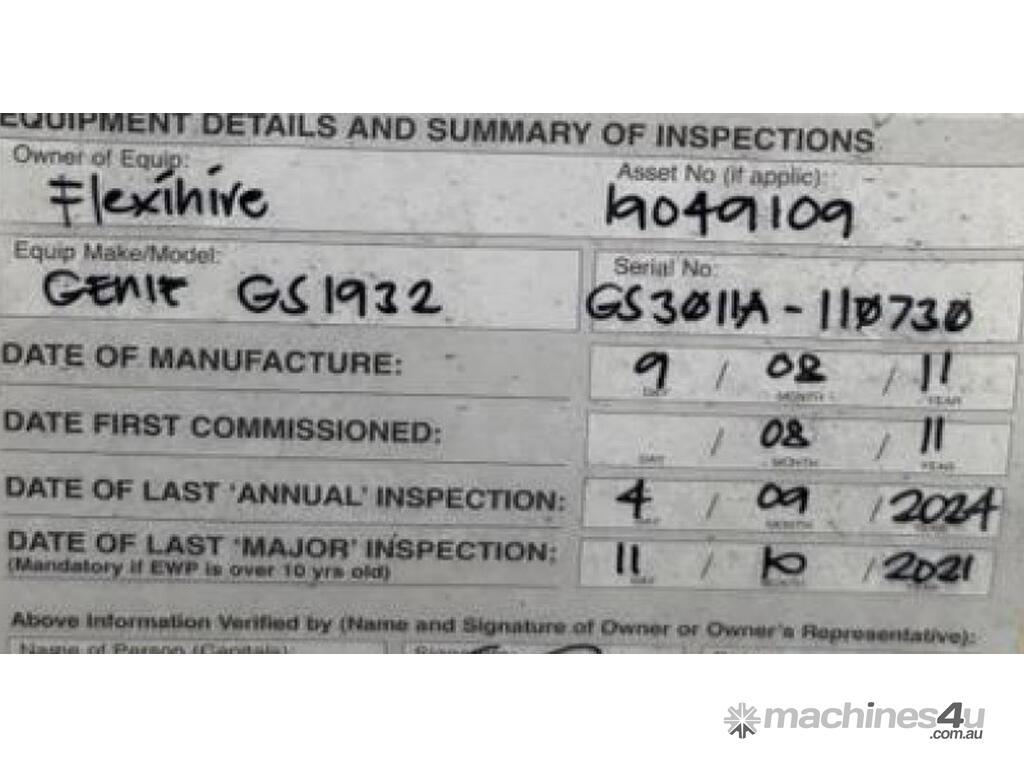 EQUIPMENT DETAILS AND SUMMARY OF INSPECTIONS
Owner of Equip:
Flexihire
Asset No (if applic):
19049109
Equip Make/Model:
GENIE GS1932
Serial No:
GS3011A-110730
DATE OF MANUFACTURE:
9 / 08 / 11
DAY MONTH YEAR
DATE FIRST COMMISSIONED:
/ 08 / 11
DAY MONTH YEAR
DATE OF LAST 'ANNUAL' INSPECTION:
4 / 09 / 2024
DAY MONTH
DATE OF LAST 'MAJOR' INSPECTION:
(Mandatory if EWP is over 10 yrs old)
11 / 10 / 2021
DAY
Above Information Verified by (Name and Signature of Owner or Owner's Representative):
Name of Person (Capitals):
machines4u
.com.au